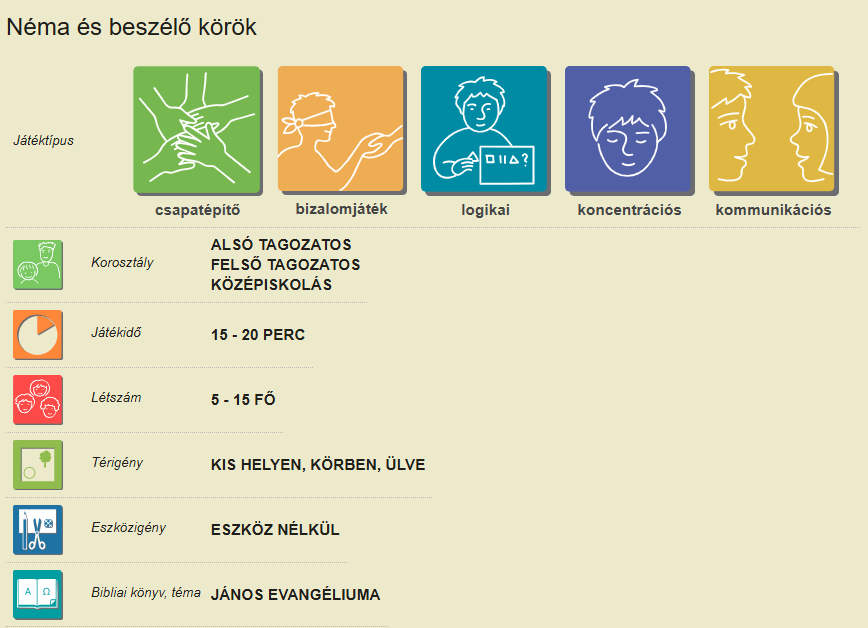 Néma és beszélő körök
Játéktípus
csapatépítő
bizalomjáték
logikai
koncentrációs
kommunikációs
?
Korosztály
ALSÓ TAGOZATOS
FELSŐ TAGOZATOS
KÖZÉPISKOLÁS
Játékidő
15 - 20 PERC
Létszám
5 - 15 FŐ
Térigény
KIS HELYEN, KÖRBEN, ÜLVE
Eszközigény
ESZKÖZ NÉLKÜL
Α Ω
Bibliai könyv, téma
JÁNOS EVANGÉLIUMA